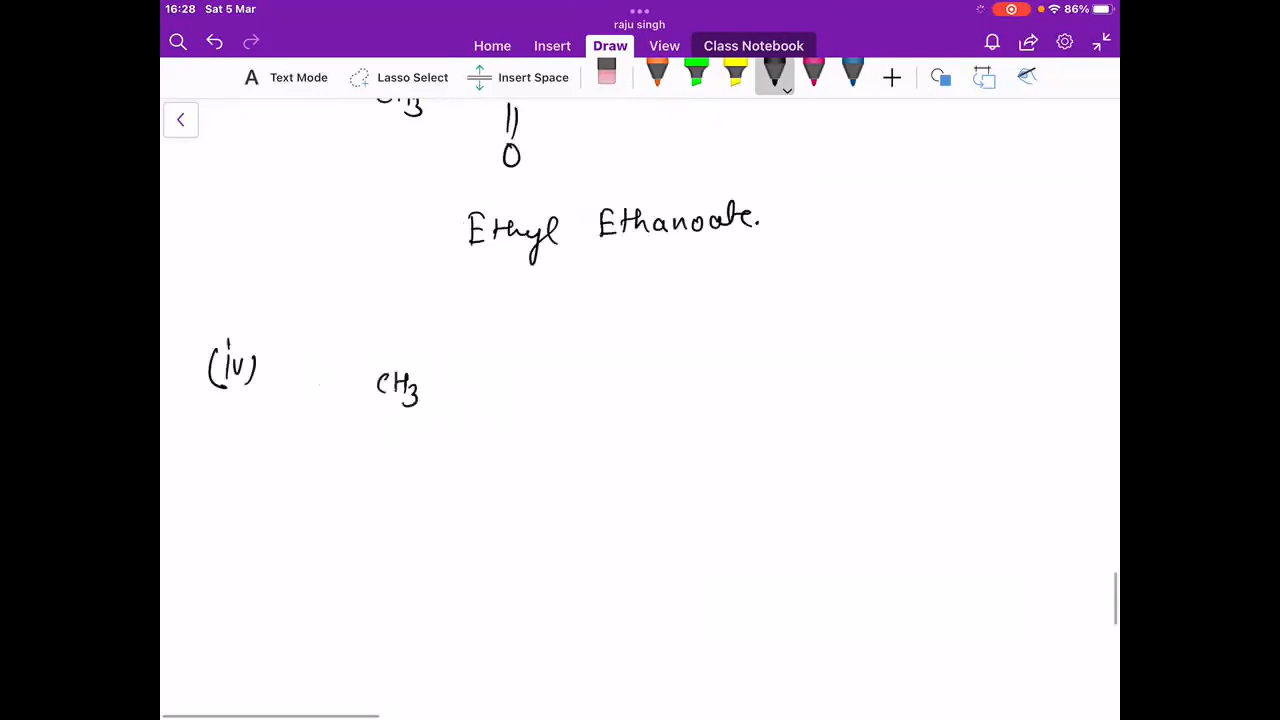 16:28 Sat 5 Mar
86%
raju singh
Home Insert Draw View Class Notebook
A Text Mode Lasso Select Insert Space
CH3
O
Ethyl Ethanoate.
(iv) CH3